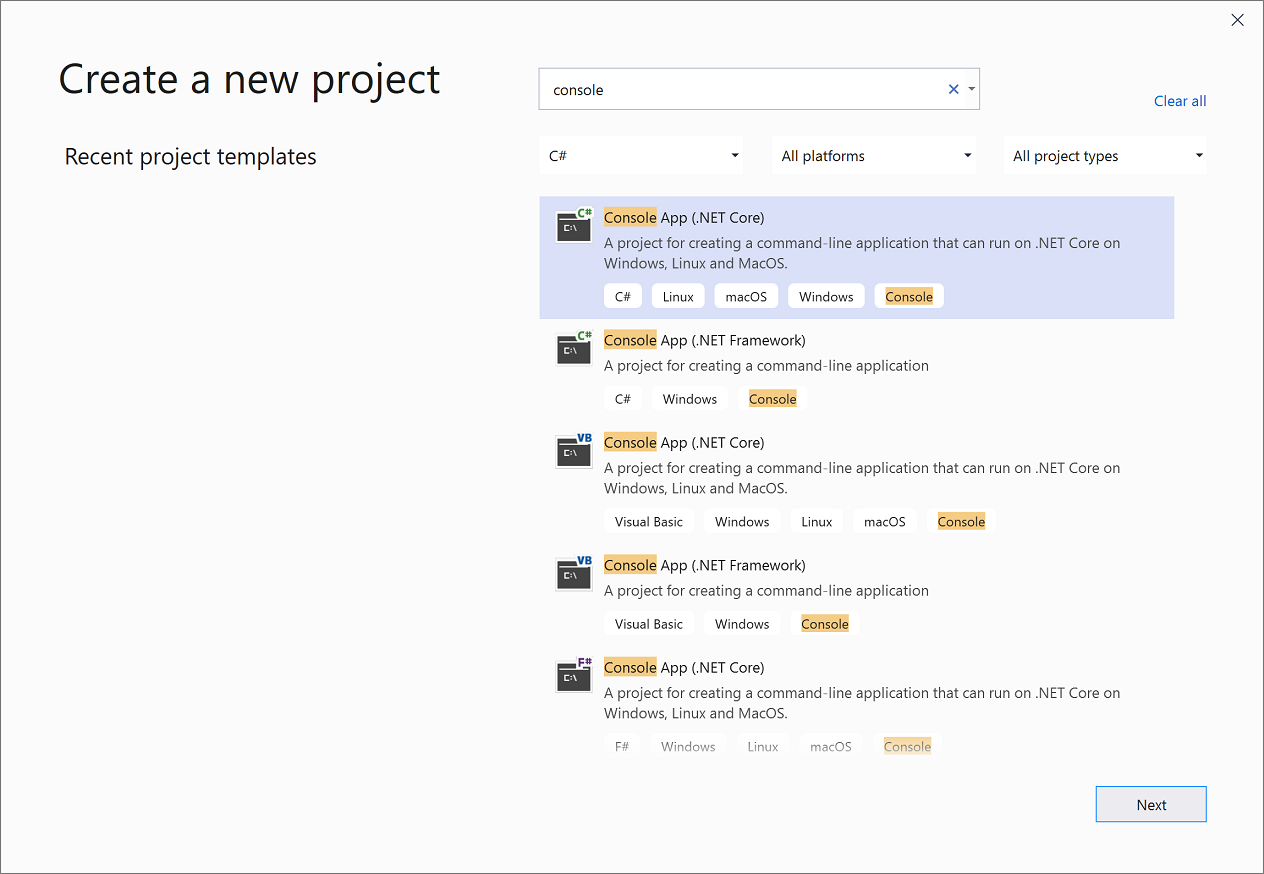 Create a new project
console
Clear all
Recent project templates
C#
All platforms
All project types
C#
C:\
Console App (.NET Core)
A project for creating a command-line application that can run on .NET Core on
Windows, Linux and MacOS.
C# Linux macOS Windows Console
C#
C:\
Console App (.NET Framework)
A project for creating a command-line application
C# Windows Console
VB
C:\
Console App (.NET Core)
A project for creating a command-line application that can run on .NET Core on
Windows, Linux and MacOS.
Visual Basic Windows Linux macOS Console
VB
C:\
Console App (.NET Framework)
A project for creating a command-line application
Visual Basic Windows Console
F#
C:\
Console App (.NET Core)
A project for creating a command-line application that can run on .NET Core on
Windows, Linux and MacOS.
F# Windows Linux macOS Console
Next